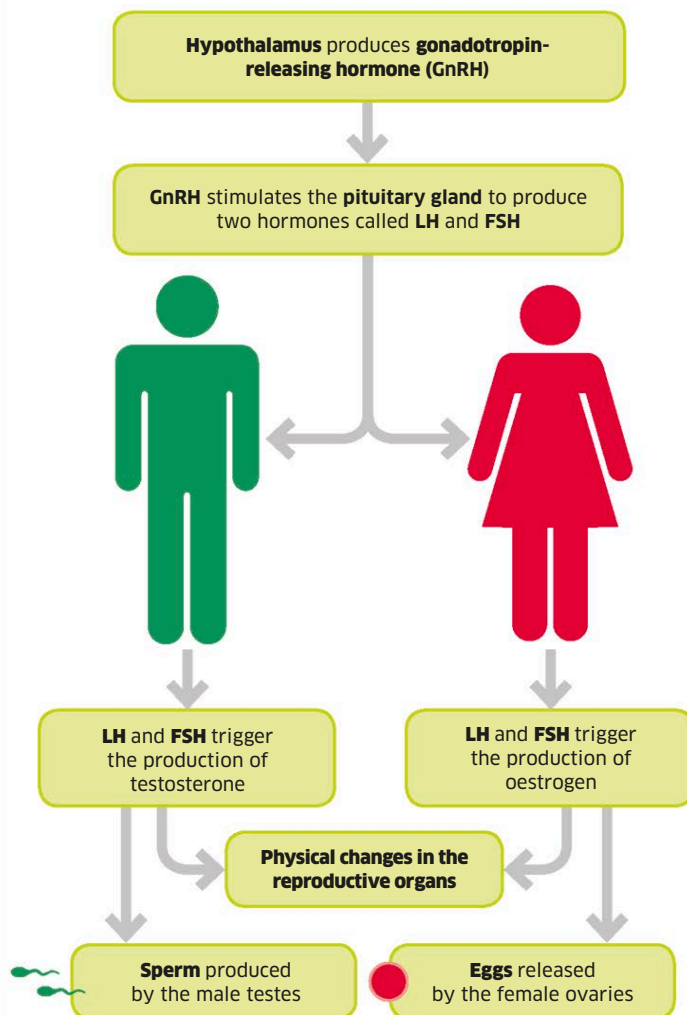 Hypothalamus produces gonadotropin-
releasing hormone (GnRH)
GnRH stimulates the pituitary gland to produce
two hormones called LH and FSH
LH and FSH trigger
the production of
testosterone
LH and FSH trigger
the production of
oestrogen
Physical changes in the
reproductive organs
Sperm produced
by the male testes
Eggs released
by the female ovaries